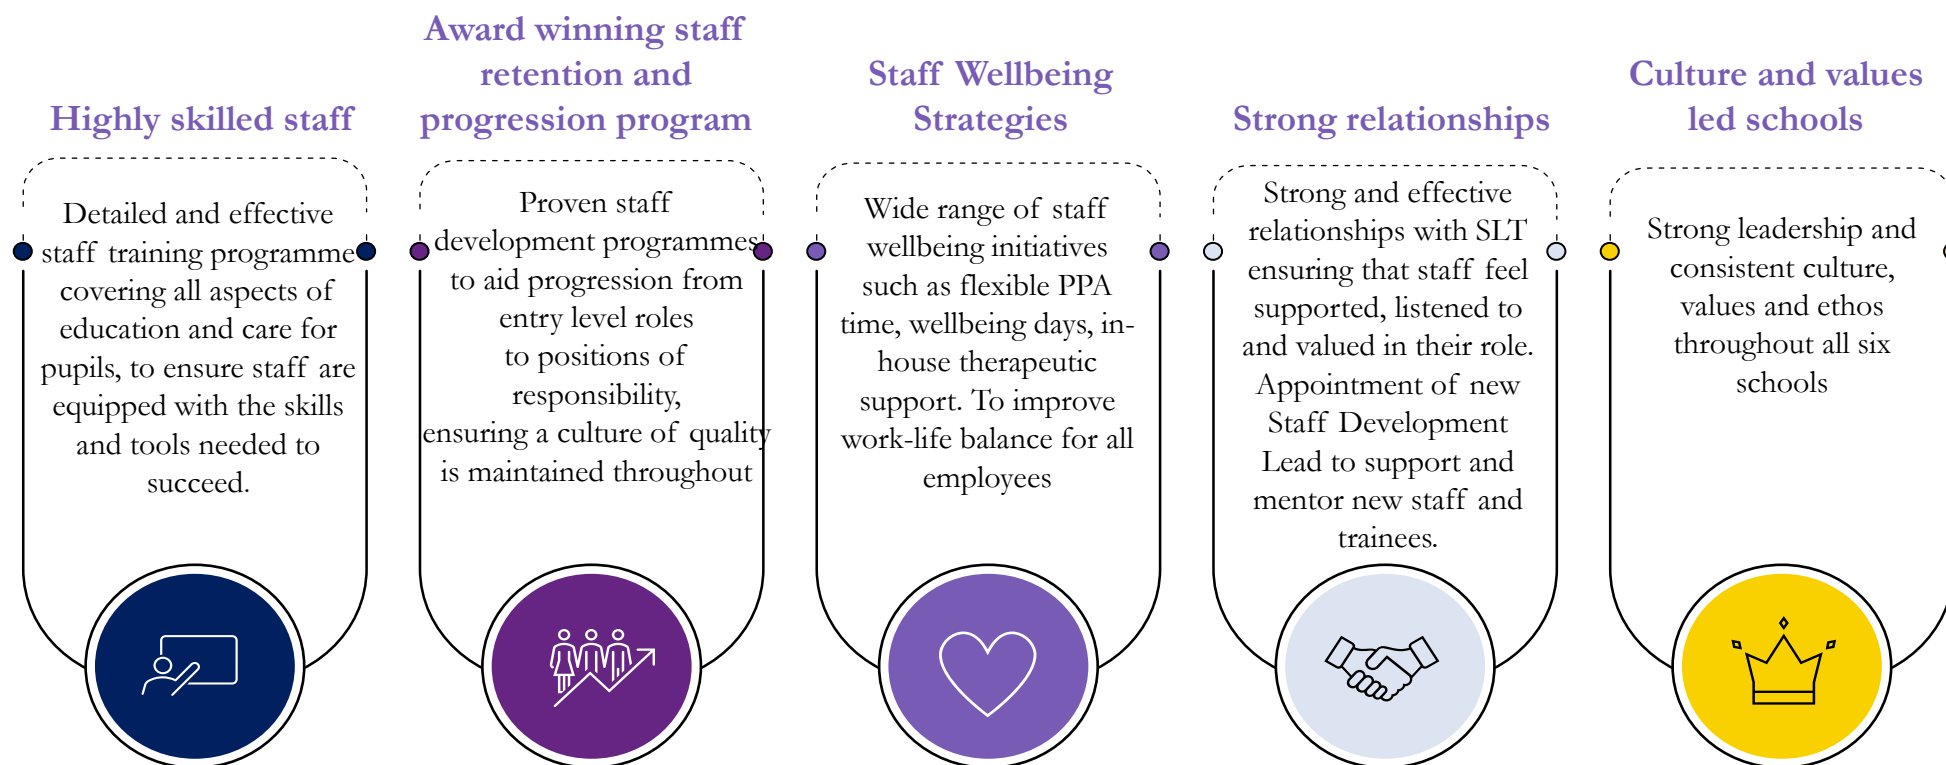 Highly skilled staff
Detailed and effective
staff training programme
covering all aspects of
education and care for
pupils, to ensure staff are
equipped with the skills
and tools needed to
succeed.
Award winning staff
retention and
progression program
Proven staff
development programmes
to aid progression from
entry level roles
to positions of
responsibility,
ensuring a culture of quality
is maintained throughout
Staff Wellbeing
Strategies
Wide range of staff
wellbeing initiatives
such as flexible PPA
time, wellbeing days, in-
house therapeutic
support. To improve
work-life balance for all
employees
Strong relationships
Strong and effective
relationships with SLT
ensuring that staff feel
supported, listened to
and valued in their role.
Appointment of new
Staff Development
Lead to support and
mentor new staff and
trainees.
Culture and values
led schools
Strong leadership and
consistent culture,
values and ethos
throughout all six
schools